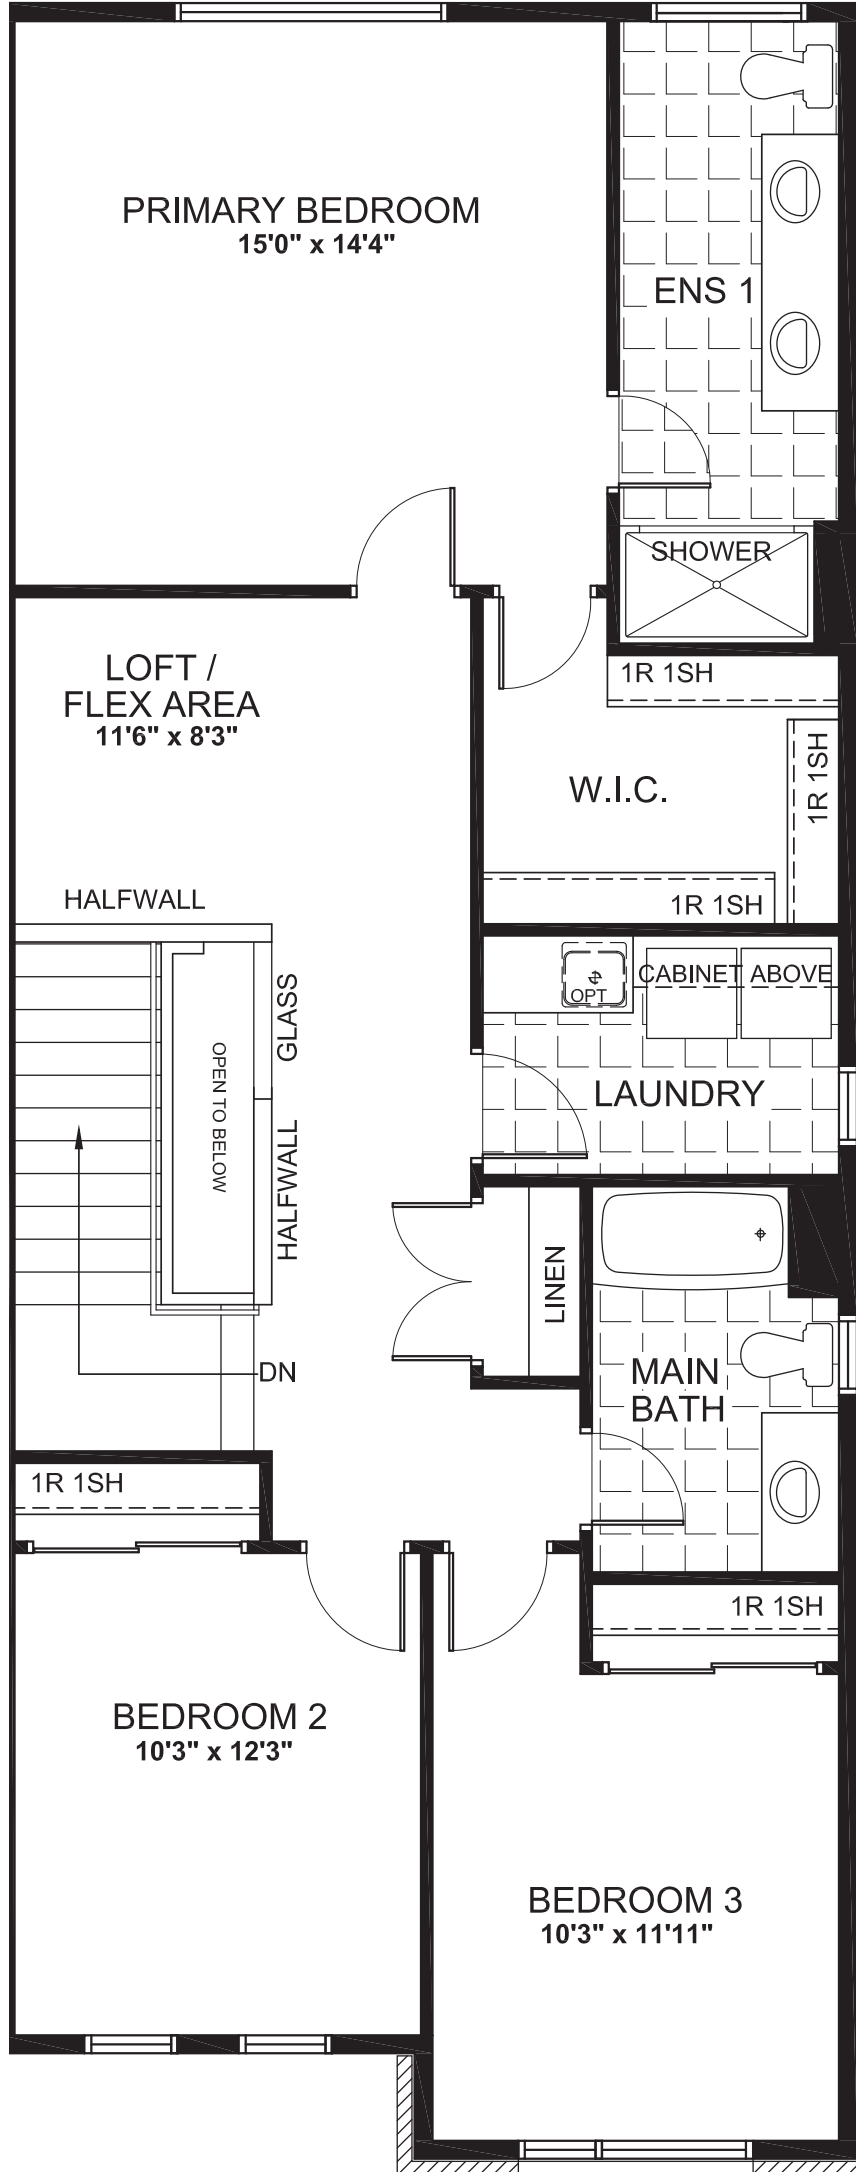 PRIMARY BEDROOM
15'0" x 14'4"
ENS 1
SHOWER
LOFT /
FLEX AREA
11'6" x 8'3"
1R 1SH
1R 1SH
W.I.C.
1R 1SH
HALFWALL
GLASS
OPEN TO BELOW
HALFWALL
OPT
CABINET ABOVE
LAUNDRY
LINEN
DN
MAIN
BATH
1R 1SH
1R 1SH
BEDROOM 2
10'3" x 12'3"
BEDROOM 3
10'3" x 11'11"